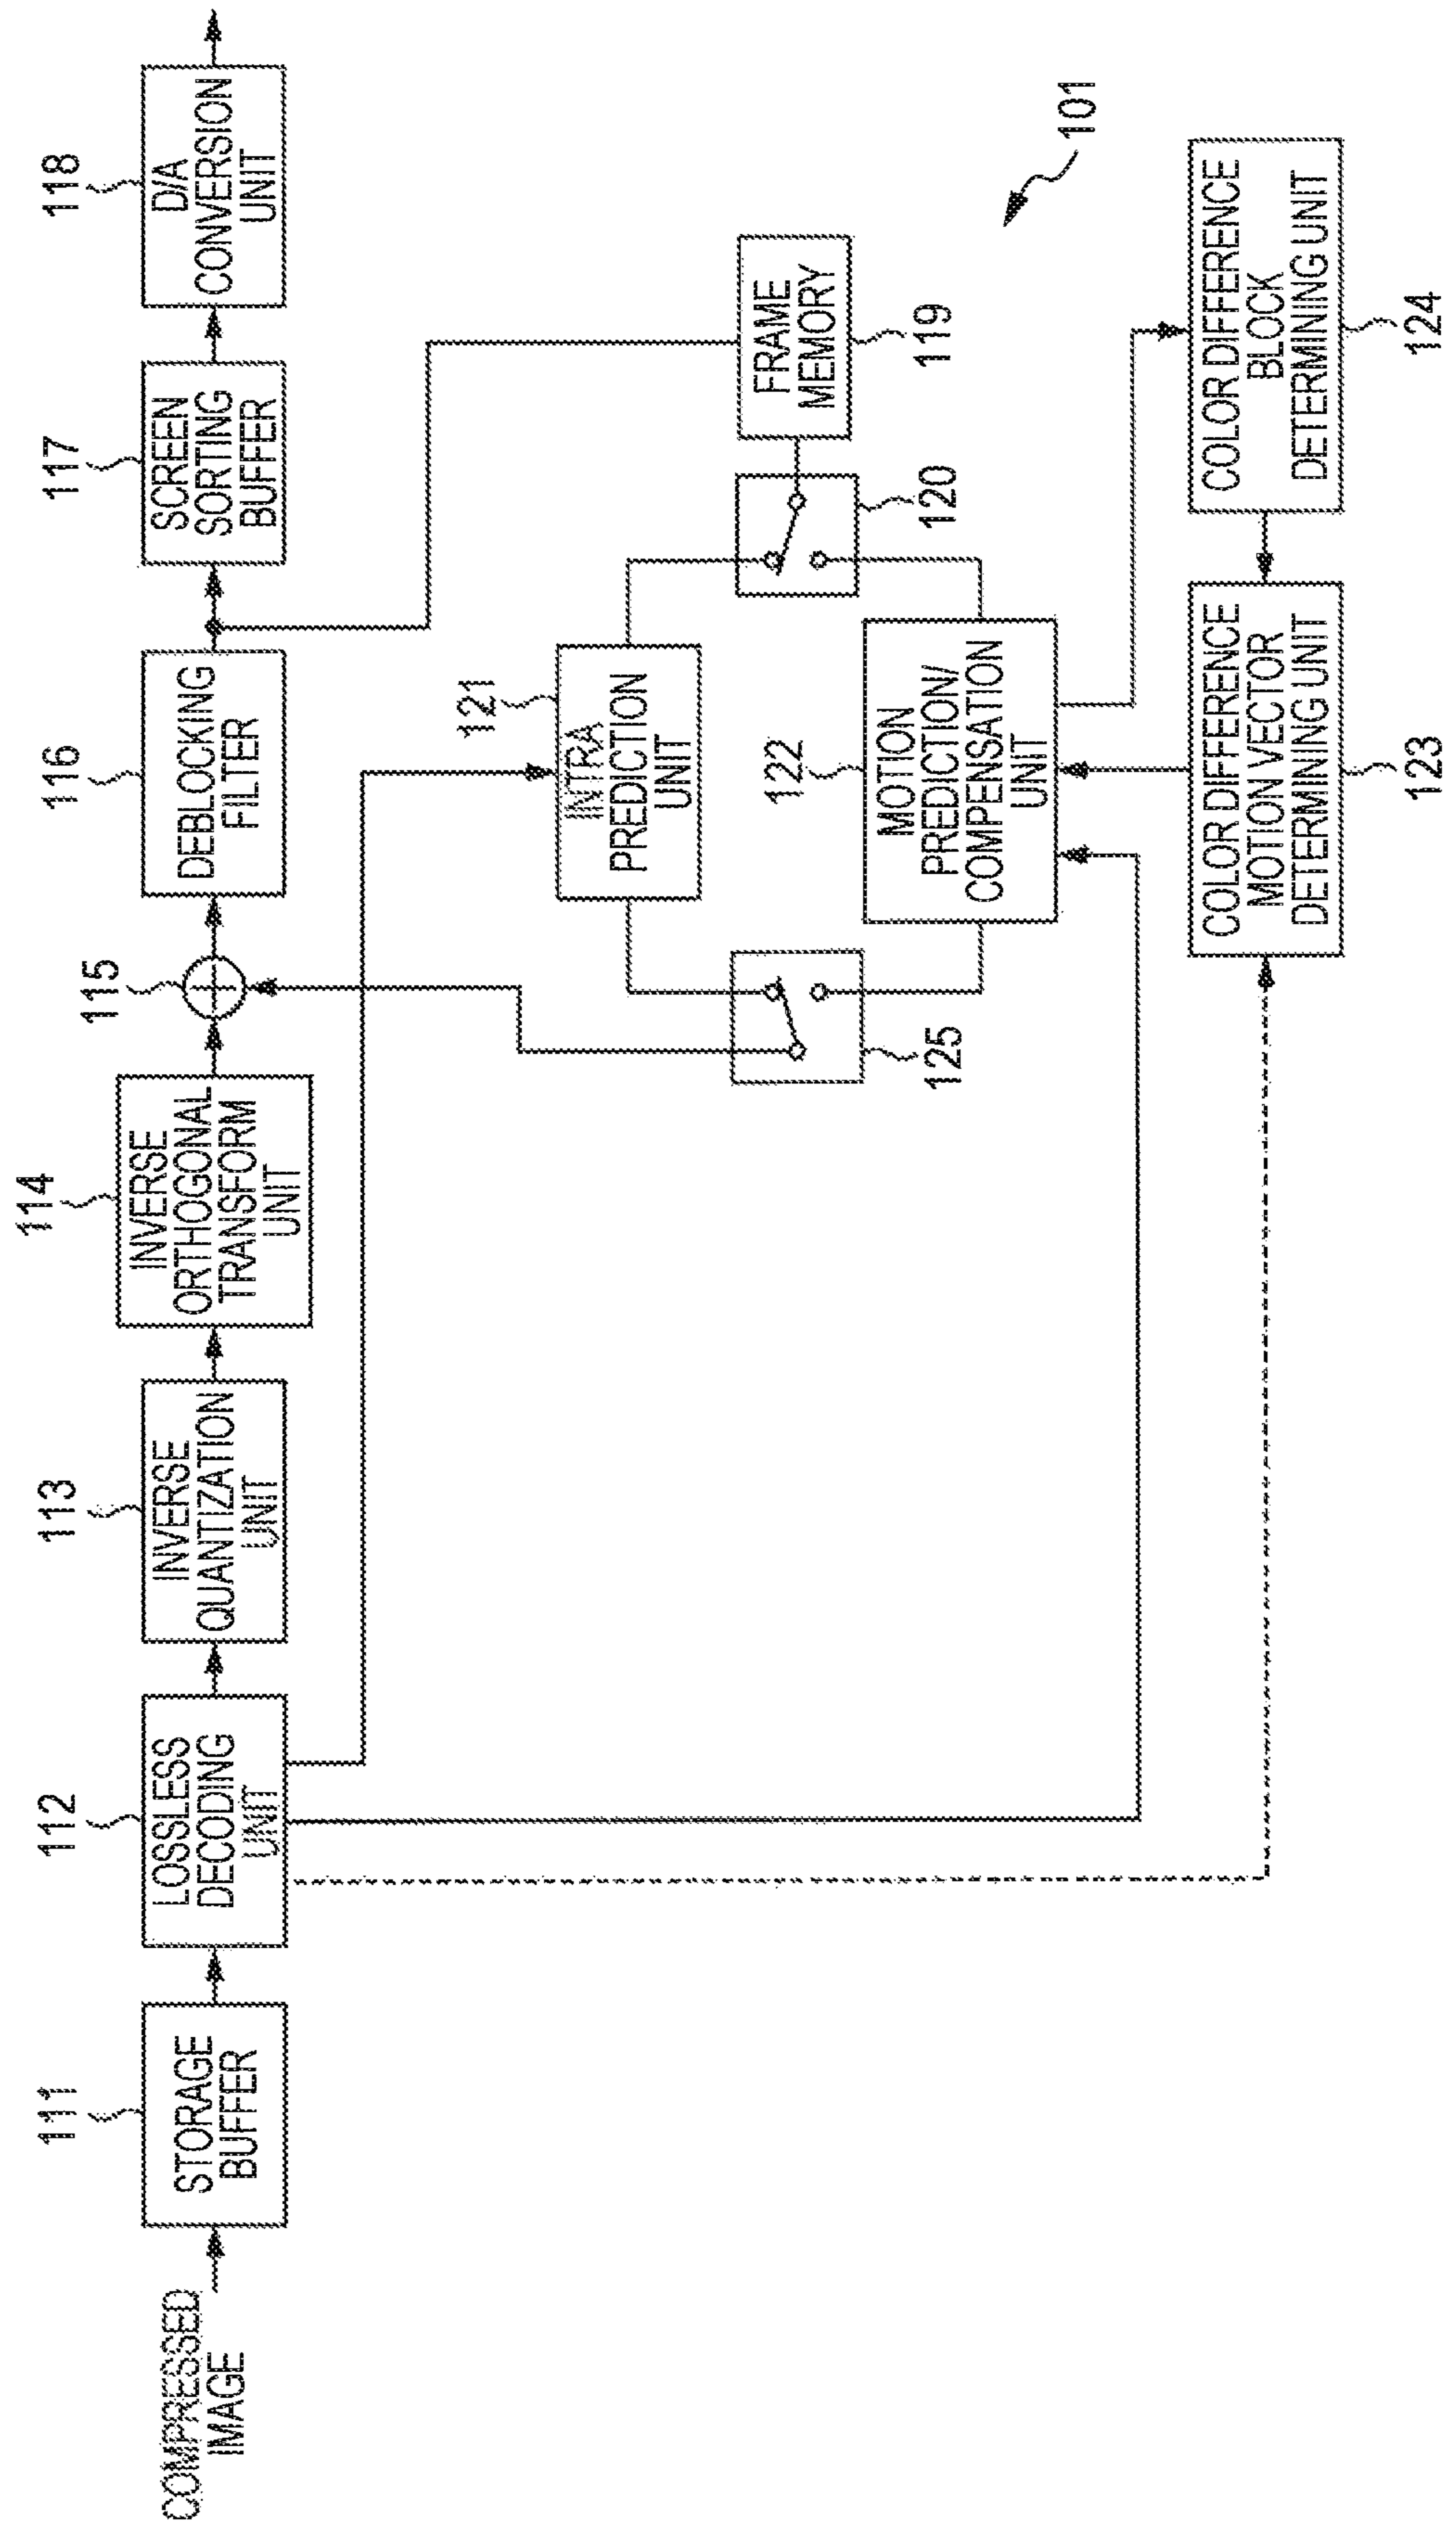 101
COMPRESSED
IMAGE
111
STORAGE
BUFFER
112
LOSSLESS
DECODING
UNIT
113
INVERSE
QUANTIZATION
UNIT
114
INVERSE
ORTHOGONAL
TRANSFORM
UNIT
115
116
DEBLOCKING
FILTER
117
SCREEN
SORTING
BUFFER
118
D/A
CONVERSION
UNIT
121
INTRA
PREDICTION
UNIT
FRAME
MEMORY
119
120
125
122
MOTION
PREDICTION/
COMPENSATION
UNIT
COLOR DIFFERENCE
MOTION VECTOR
DETERMINING UNIT
123
COLOR DIFFERENCE
BLOCK
DETERMINING UNIT
124